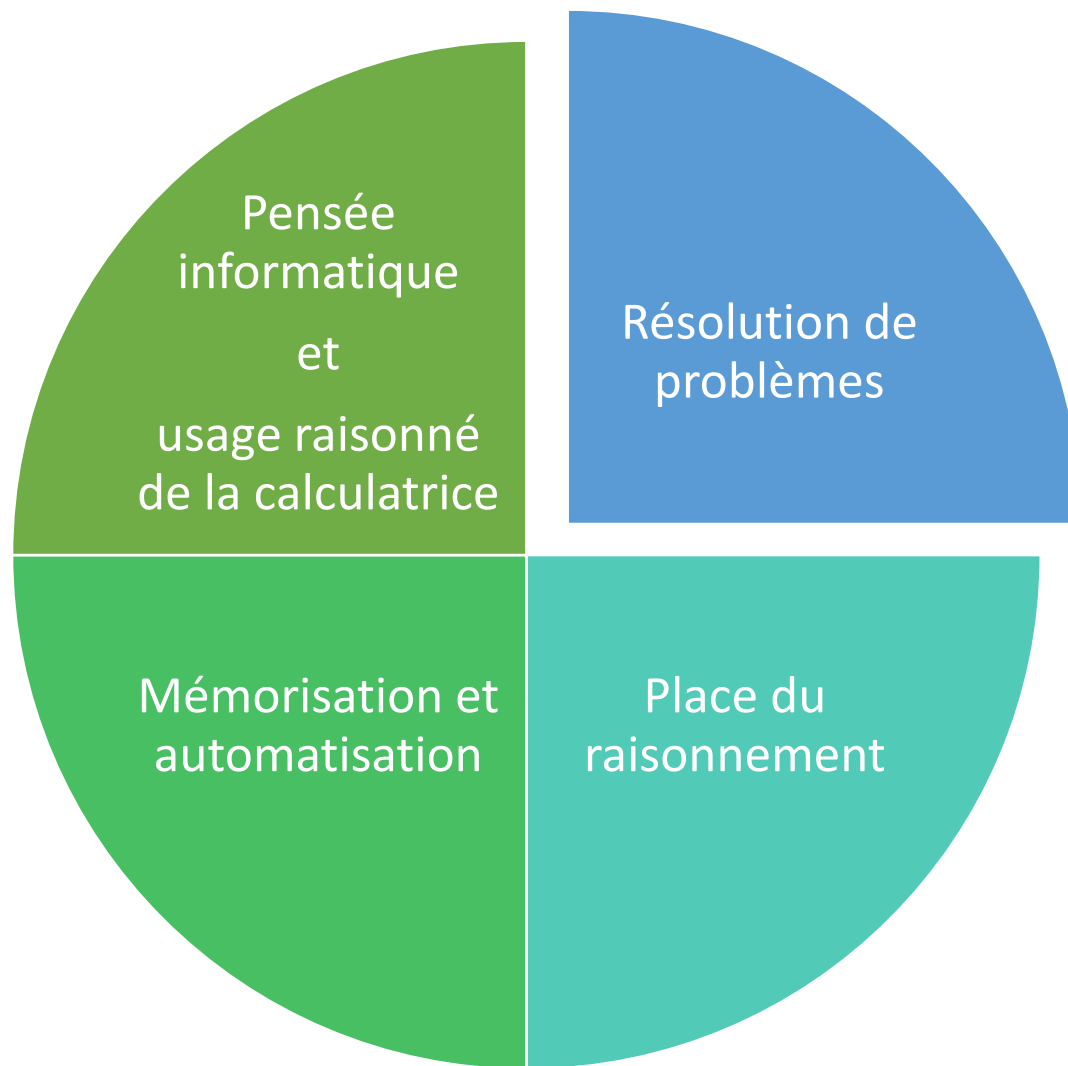 Pensée
informatique
et
usage raisonné
de la calculatrice
Résolution de
problèmes
Mémorisation et
automatisation
Place du
raisonnement